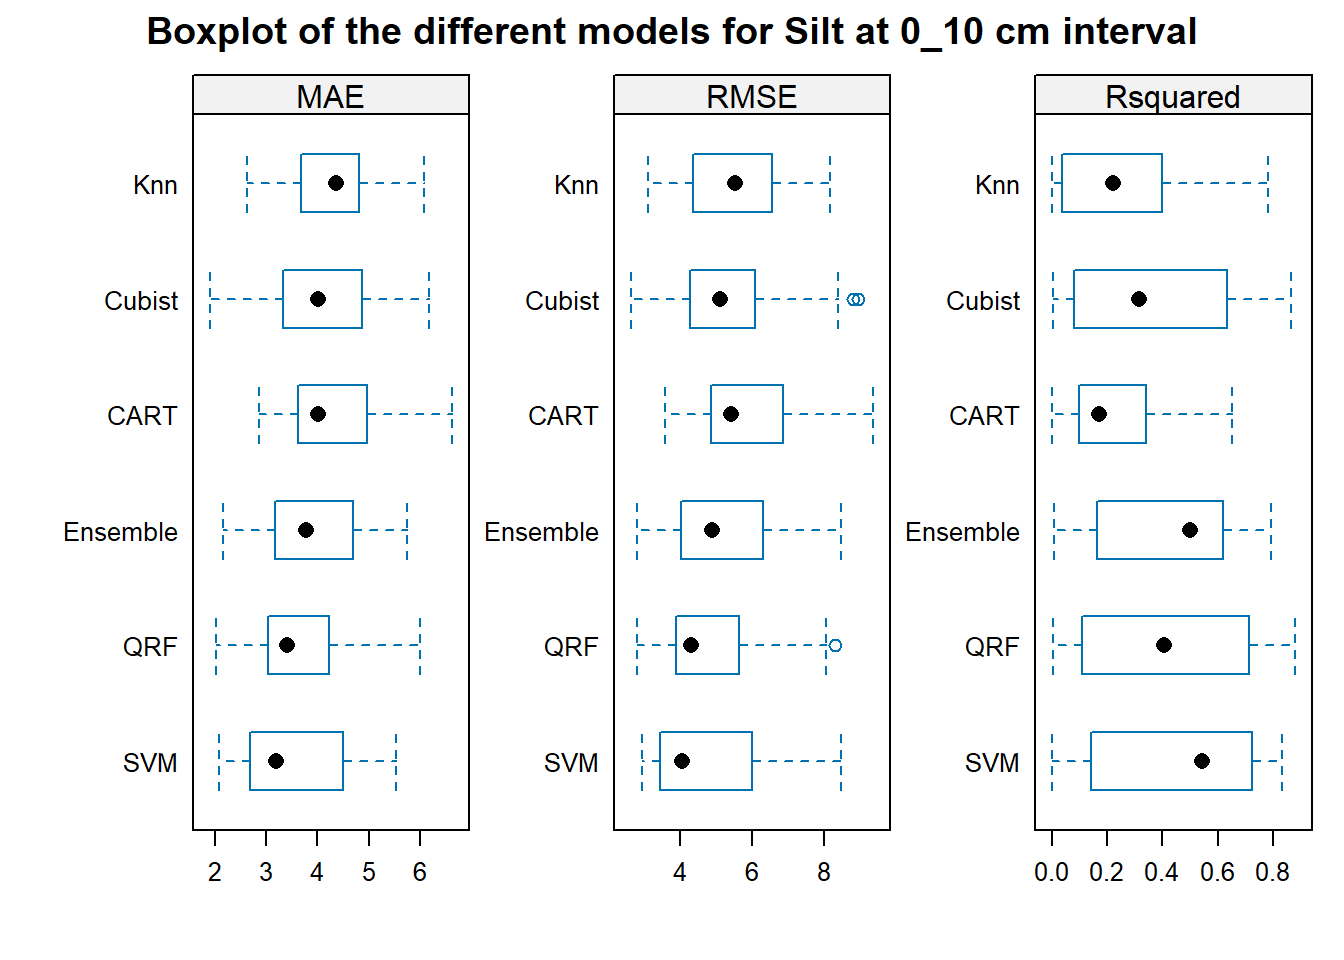 Boxplot of the different models for Silt at 0_10 cm interval
MAE
Knn
Cubist
CART
Ensemble
QRF
SVM
2 3 4 5 6
RMSE
Knn
Cubist
CART
Ensemble
QRF
SVM
4 8
Rsquared
Knn
Cubist
CART
Ensemble
QRF
SVM
0.0 0.2 0.4 0.6 0.8